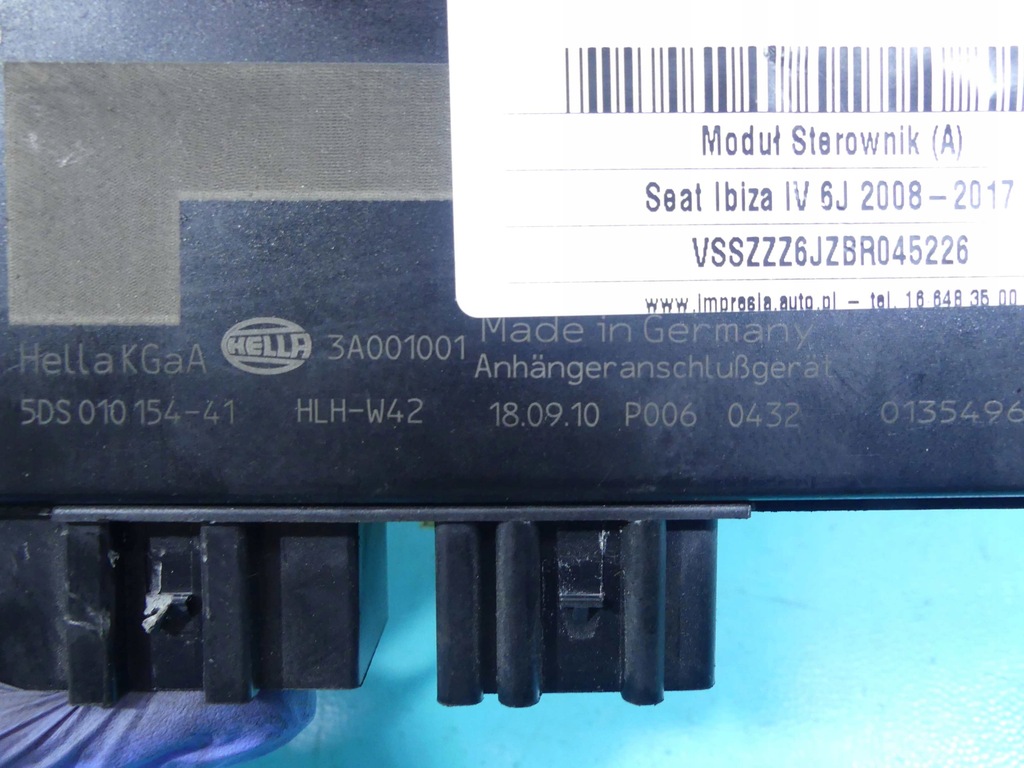 Moduł Sterownik (A)
Seat Ibiza IV 6J 2008 – 2017
VSSZZZ6JZBR045226
www.impresja.auto.pl – tel. 16 648 35 00
Made in Germany
Hella KGaA HELLA 3A001001
Anhängeranschlußgerät
5DS 010 154-41 HLH-W42 18.09.10 P006 0432 0135496